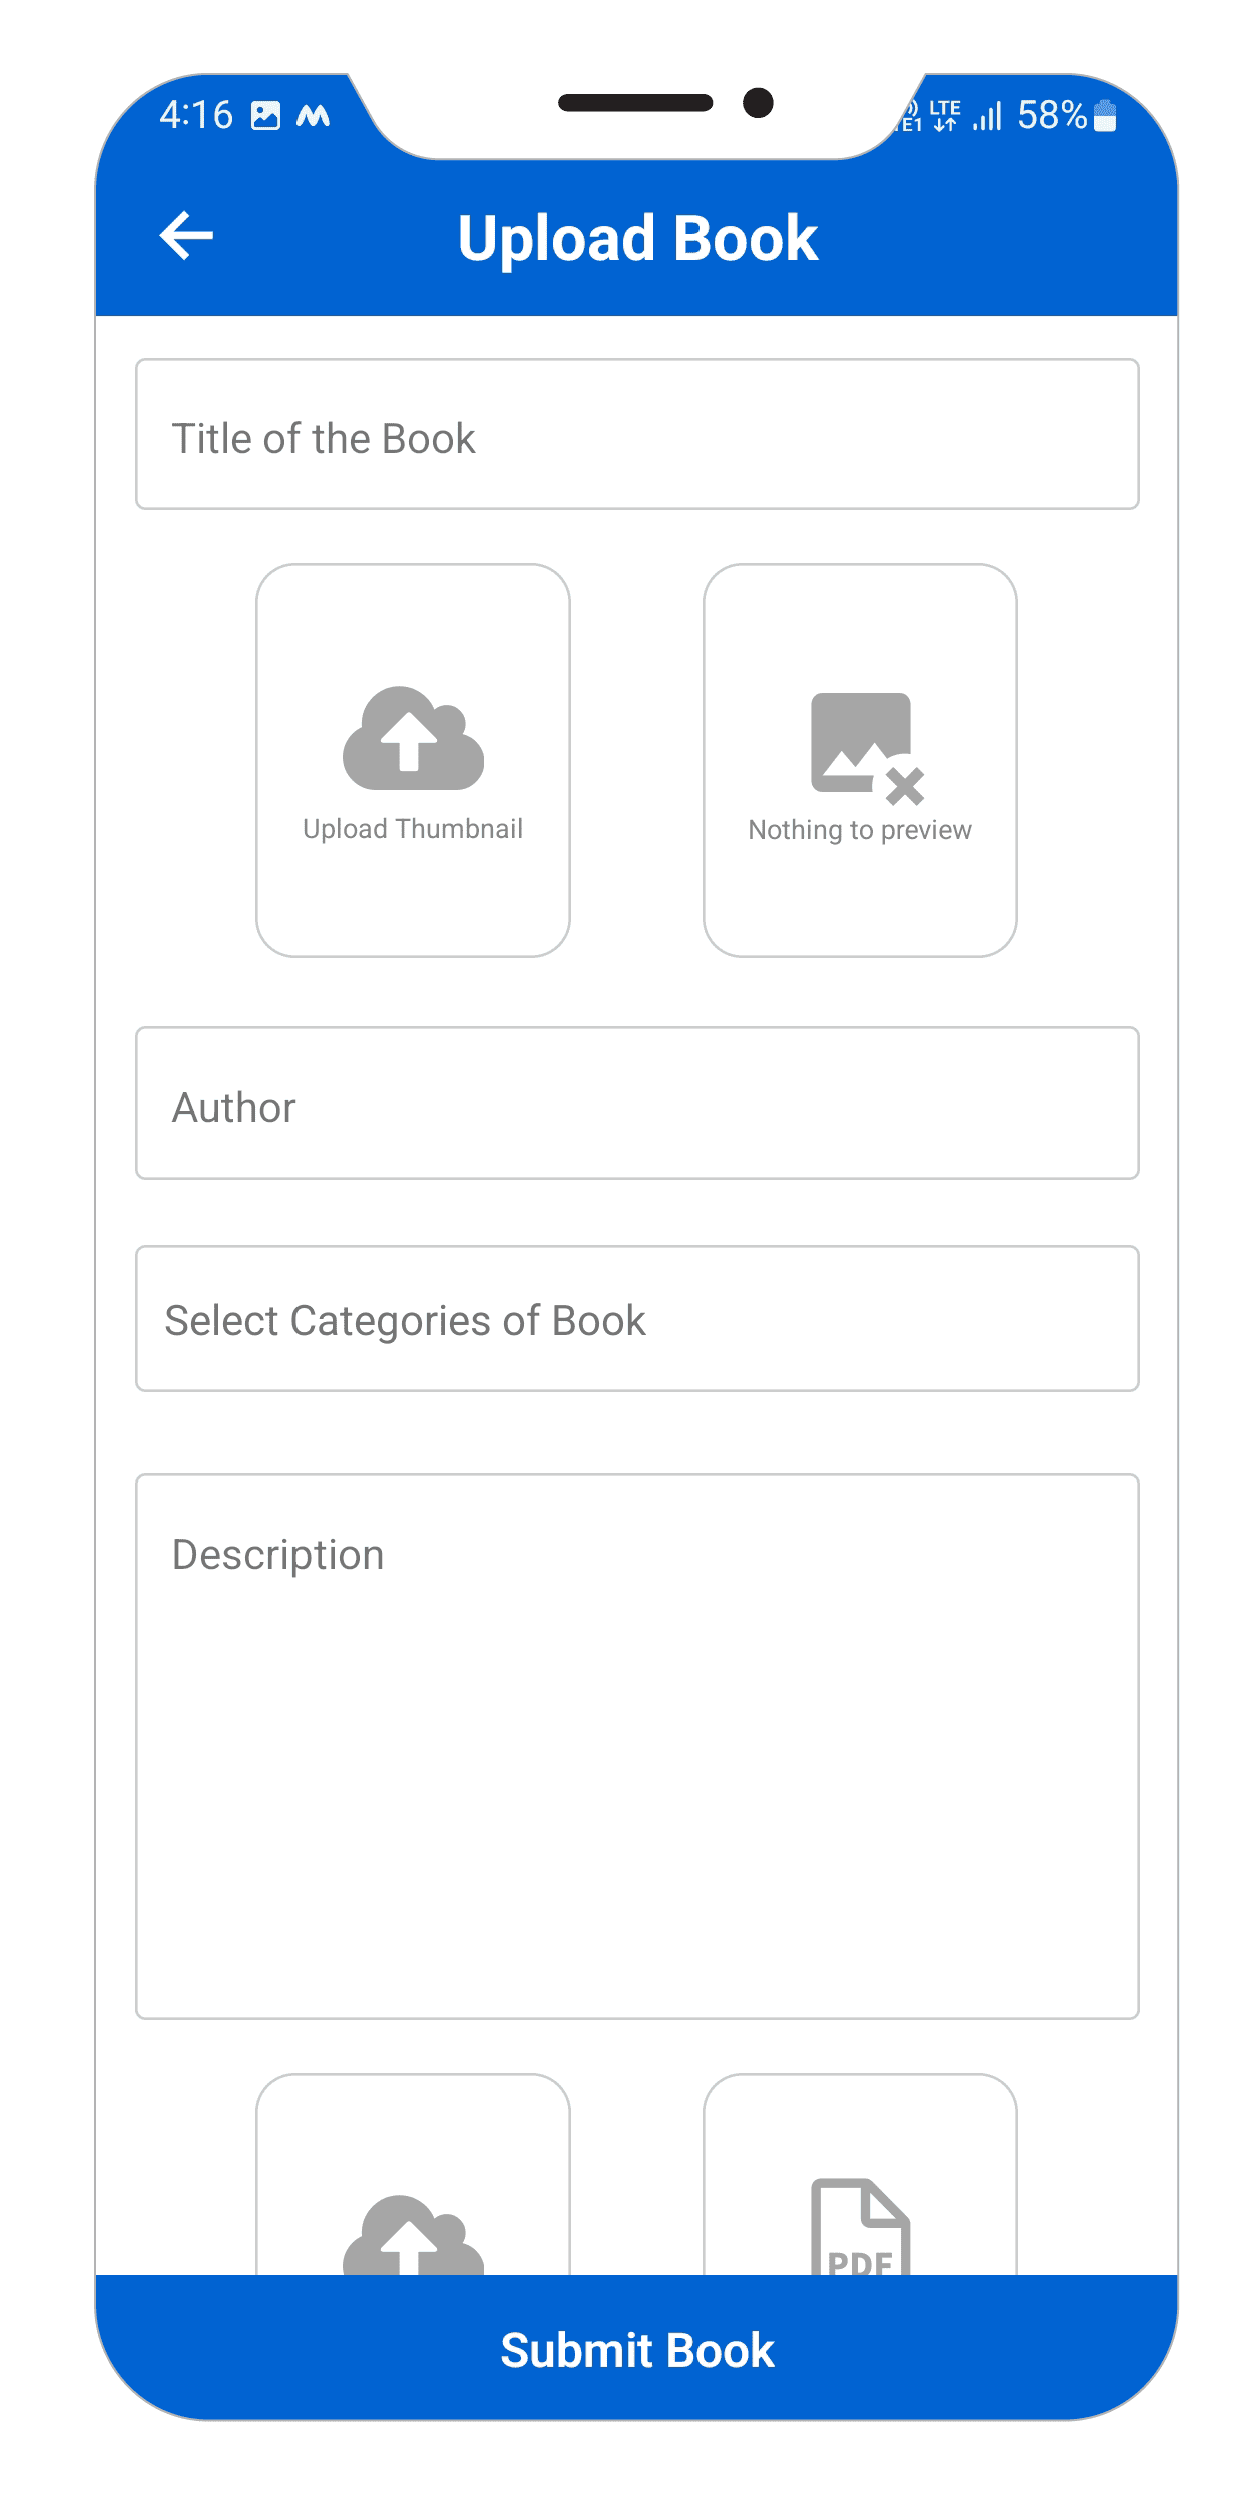 4:16
LTE
E1
58%
Upload Book
Title of the Book
Upload Thumbnail
Nothing to preview
Author
Select Categories of Book
Description
PDF
Submit Book